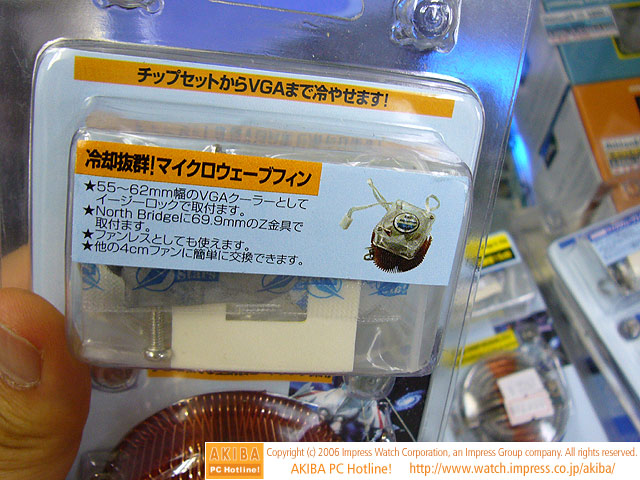 チップセットからVGAまで冷やせます!
冷却抜群!マイクロウェーブフィン
★55～62mm幅のVGAクーラーとして
イージーロックで取付ます。
★North Bridgeに69.9mmのZ金具で
取付ます。
★ファンレスとしても使えます。
★他の4cmファンに簡単に交換できます。
AKIBA
PC Hotline!
Copyright (c) 2006 Impress Watch Corporation, an Impress Group company. All rights reserved.
AKIBA PC Hotline! http://www.watch.impress.co.jp/akiba/